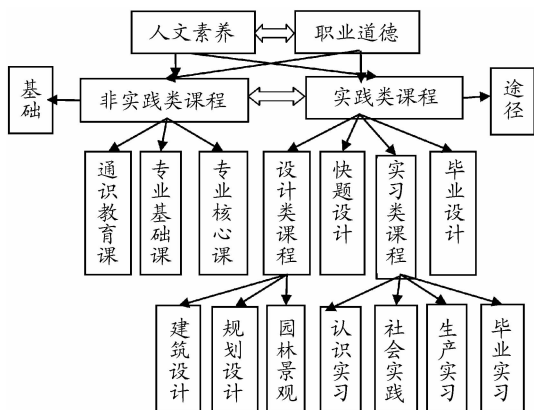 人文素养
职业道德
基础
非实践类课程
实践类课程
途径
通识教育课
专业基础课
专业核心课
设计类课程
快题设计
实习类课程
毕业设计
建筑设计
规划设计
园林景观
认识实习
社会实践
生产实习
毕业实习